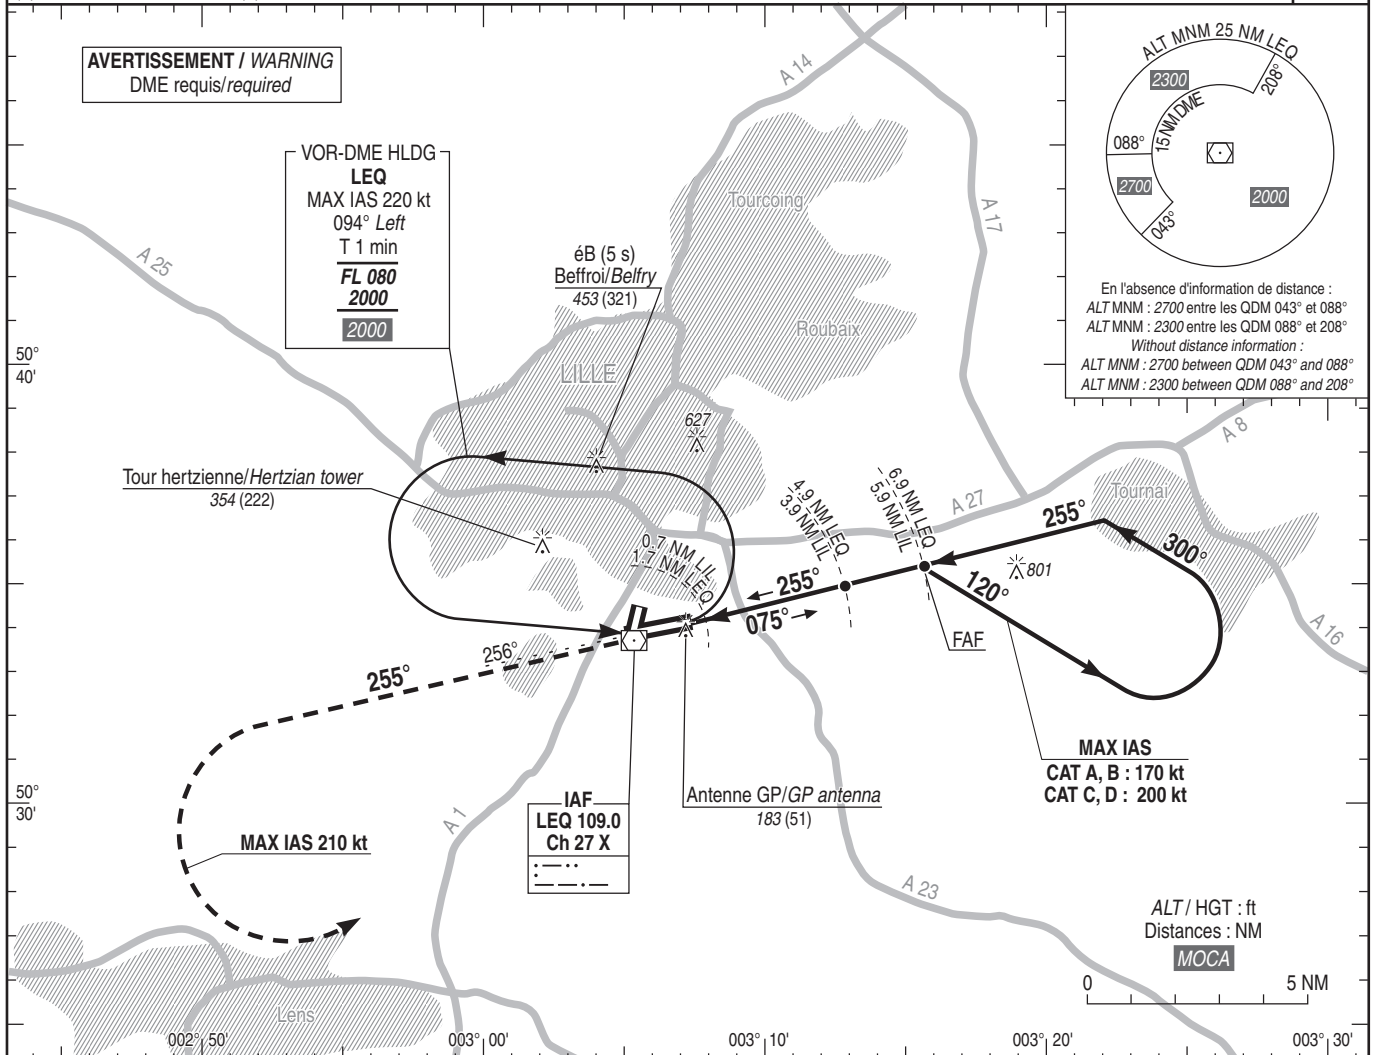 AVERTISSEMENT / WARNING
DME requis/required
VOR-DME HLDG
LEQ
MAX IAS 220 kt
094° Left
T 1 min
FL 080
2000
2000
éB (5 s)
Beffroi/Belfry
453 (321)
A 14
A 17
A 25
Tourcoing
Roubaix
LILLE
627
ALT MNM 25 NM LEQ
2300
208°
15 NM DME
088°
2700
2000
043°
En l'absence d'information de distance :
ALT MNM : 2700 entre les QDM 043° et 088°
ALT MNM : 2300 entre les QDM 088° et 208°
Without distance information :
ALT MNM : 2700 between QDM 043° and 088°
ALT MNM : 2300 between QDM 088° and 208°
50°
40'
Tour hertzienne/Hertzian tower
354 (222)
A 8
A 27
Tournai
4.9 NM LEQ
3.9 NM LIL
6.9 NM LEQ
5.9 NM LIL
0.7 NM LIL
1.7 NM LEQ
255°
300°
801
120°
255°
075°
FAF
A 16
256°
255°
MAX IAS
CAT A, B : 170 kt
CAT C, D : 200 kt
50°
30'
IAF
LEQ 109.0
Ch 27 X
Antenne GP/GP antenna
183 (51)
A 1
MAX IAS 210 kt
A 23
ALT / HGT : ft
Distances : NM
MOCA
0 5 NM
Lens
002° 50' 003° 00' 003° 10' 003° 20' 003° 30'